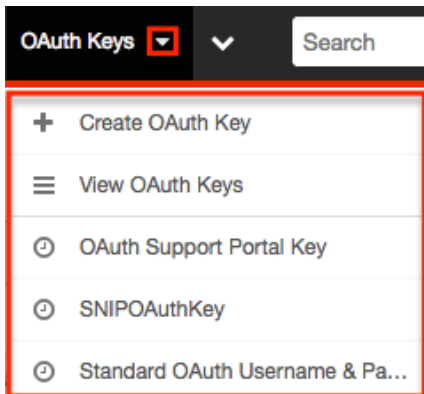 OAuth Keys
Search
Create OAuth Key
View OAuth Keys
OAuth Support Portal Key
SNIPOAuthKey
Standard OAuth Username & Pa...